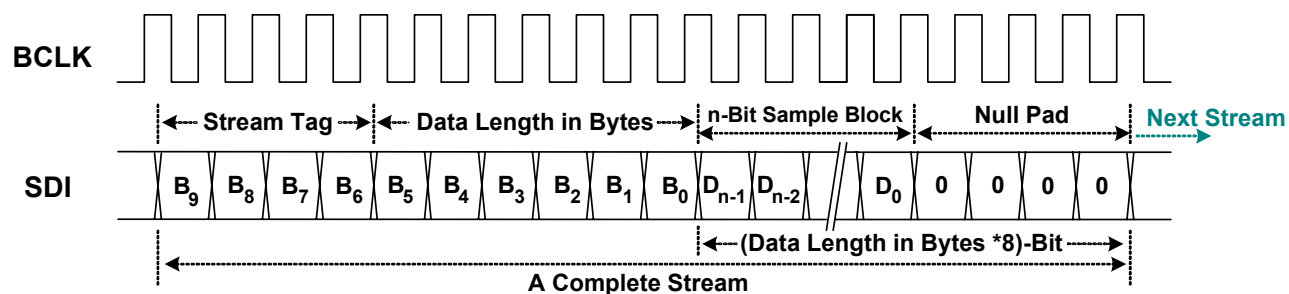 BCLK
Stream Tag
Data Length in Bytes
n-Bit Sample Block
Null Pad
Next Stream
SDI
B9 B8 B7 B6 B5 B4 B3 B2 B1 B0 Dn-1 Dn-2 D0 0 0 0 0
(Data Length in Bytes *8)-Bit
A Complete Stream